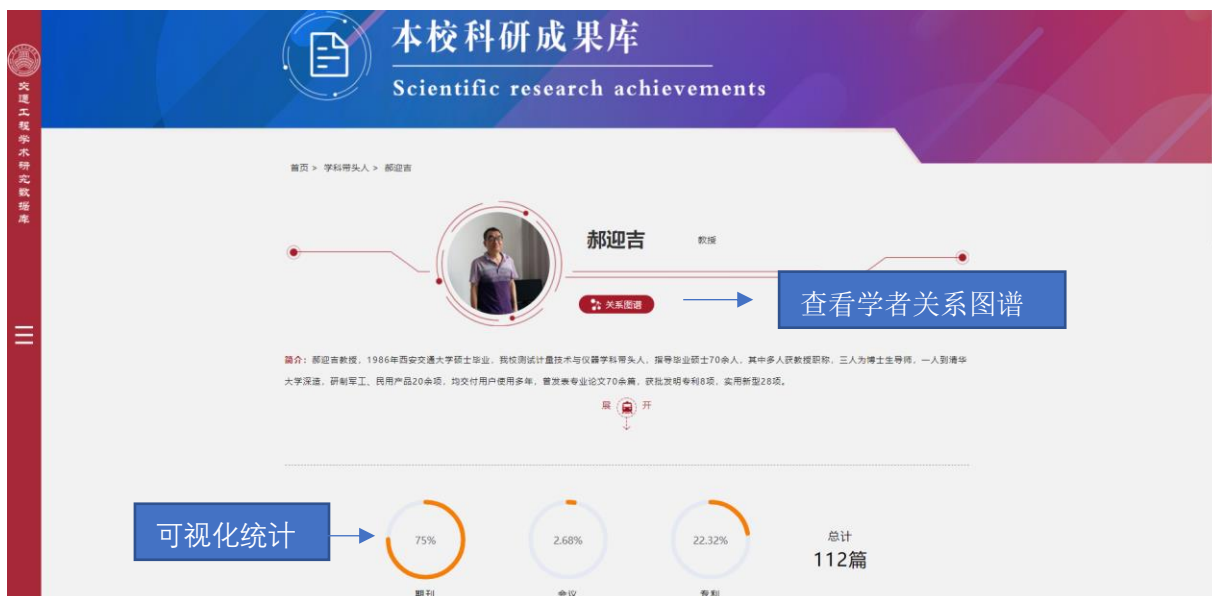 本校科研成果库
Scientific research achievements
交通工程学术研究数据库
首页 > 学科带头人 > 郝迎吉
郝迎吉 教授
关系图谱
查看学者关系图谱
简介：郝迎吉教授，1986年西安交通大学硕士毕业，我校测试计量技术与仪器学科带头人，指导毕业硕士70余人，其中多人获教授职称，三人为博士生导师，一人到清华
大学深造，研制军工、民用产品20余项，均交付用户使用多年，曾发表专业论文70余篇，获批发明专利8项，实用新型28项。
展 开
可视化统计
75% 2.68% 22.32%
总计
112篇
期刊 会议 专利